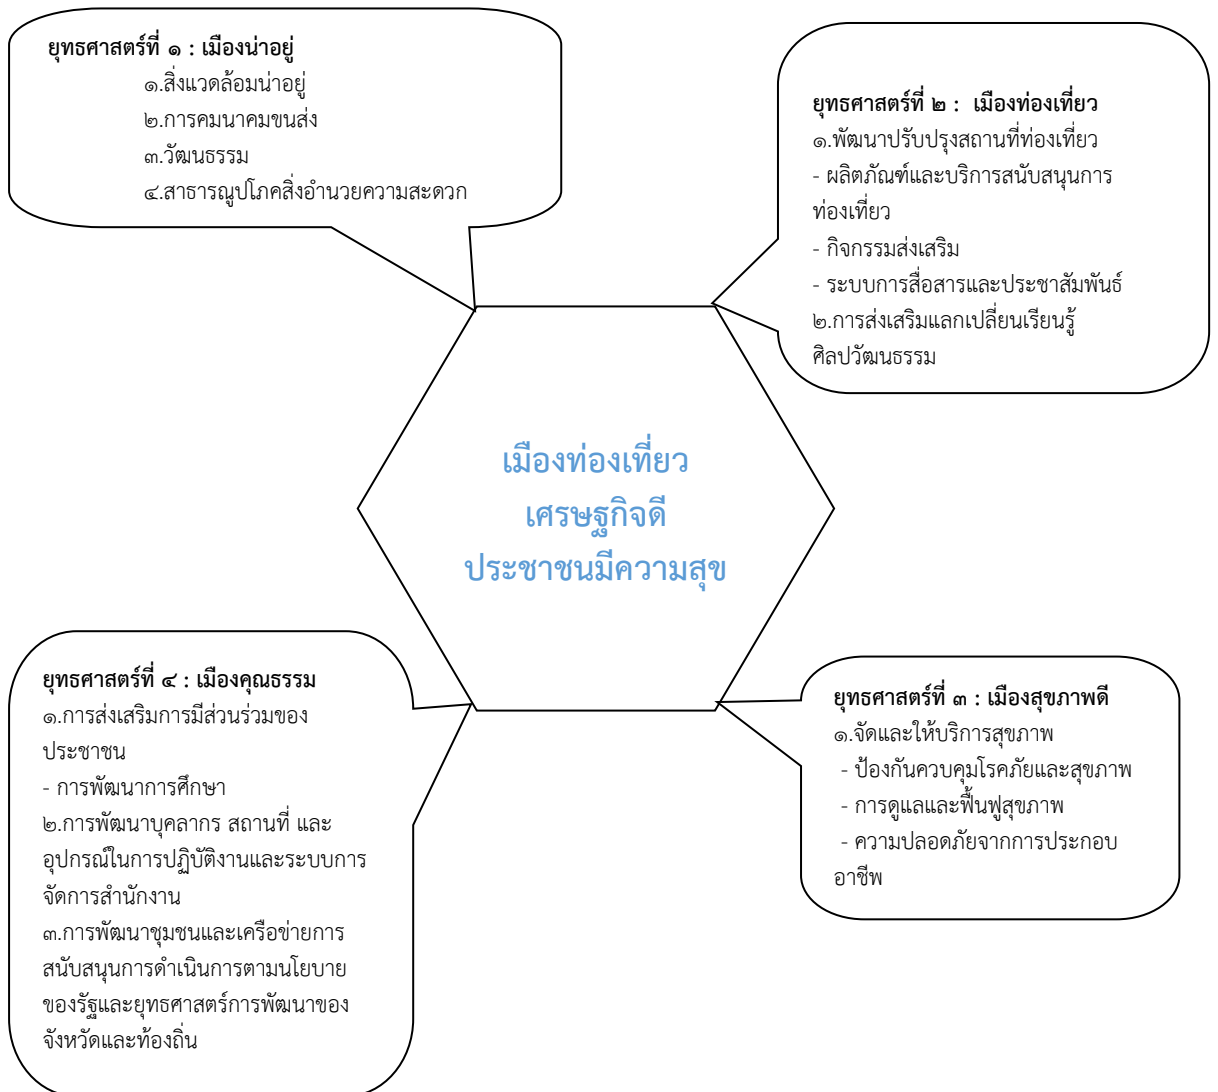 ยุทธศาสตร์ที่ ๑ : เมืองน่าอยู่
๑.สิ่งแวดล้อมน่าอยู่
๒.การคมนาคมขนส่ง
๓.วัฒนธรรม
๔.สาธารณูปโภคสิ่งอำนวยความสะดวก
ยุทธศาสตร์ที่ ๒ : เมืองท่องเที่ยว
๑.พัฒนาปรับปรุงสถานที่ท่องเที่ยว
- ผลิตภัณฑ์และบริการสนับสนุนการ
ท่องเที่ยว
- กิจกรรมส่งเสริม
- ระบบการสื่อสารและประชาสัมพันธ์
๒.การส่งเสริมแลกเปลี่ยนเรียนรู้
ศิลปวัฒนธรรม
เมืองท่องเที่ยว
เศรษฐกิจดี
ประชาชนมีความสุข
ยุทธศาสตร์ที่ ๔ : เมืองคุณธรรม
๑.การส่งเสริมการมีส่วนร่วมของ
ประชาชน
- การพัฒนาการศึกษา
๒.การพัฒนาบุคลากร สถานที่ และ
อุปกรณ์ในการปฏิบัติงานและระบบการ
จัดการสำนักงาน
๓.การพัฒนาชุมชนและเครือข่ายการ
สนับสนุนการดำเนินการตามนโยบาย
ของรัฐและยุทธศาสตร์การพัฒนาของ
จังหวัดและท้องถิ่น
ยุทธศาสตร์ที่ ๓ : เมืองสุขภาพดี
๑.จัดและให้บริการสุขภาพ
- ป้องกันควบคุมโรคภัยและสุขภาพ
- การดูแลและฟื้นฟูสุขภาพ
- ความปลอดภัยจากการประกอบ
อาชีพ